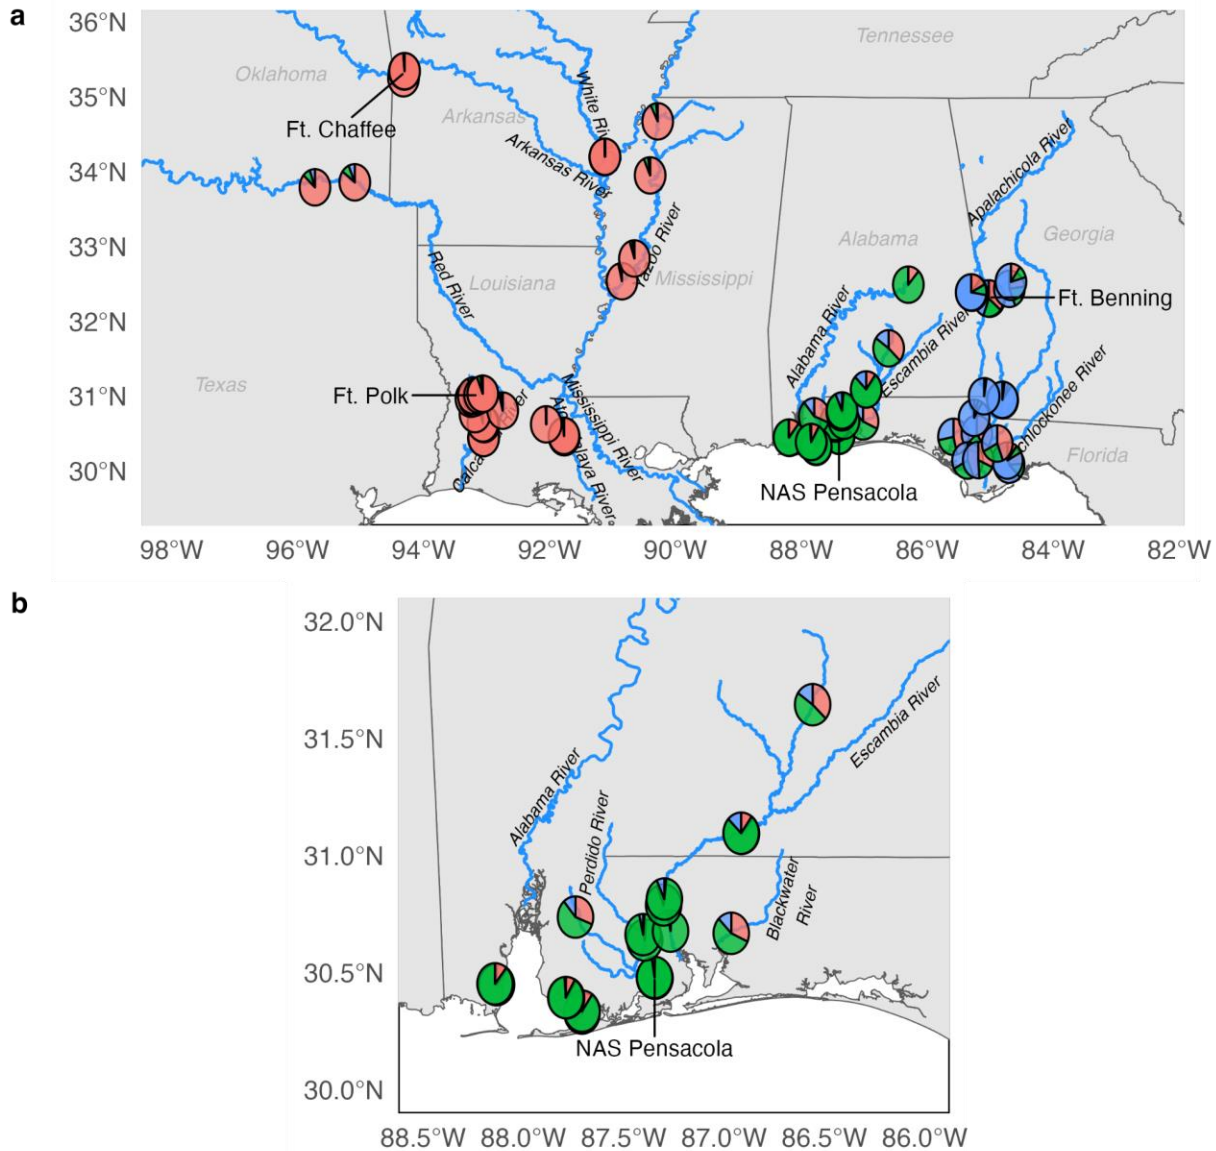 a
36°N
35°N
34°N
33°N
32°N
31°N
30°N
Oklahoma
Tennessee
Ft. Chaffee
Arkansas
White
Arkansas River
Apalachicola River
Alabama
Georgia
Yazoo River
Mississippi
Louisiana
Red River
Alabama River
Escambia River
Ft. Benning
Texas
Ft. Polk
River
Mississippi River
River
River
Florida
NAS Pensacola
98°W 96°W 94°W 92°W 90°W 88°W 86°W 84°W 82°W
b
32.0°N
31.5°N
31.0°N
30.5°N
30.0°N
Escambia River
Alabama River
Perdido River
Blackwater
River
NAS Pensacola
88.5°W 88.0°W 87.5°W 87.0°W 86.5°W 86.0°W